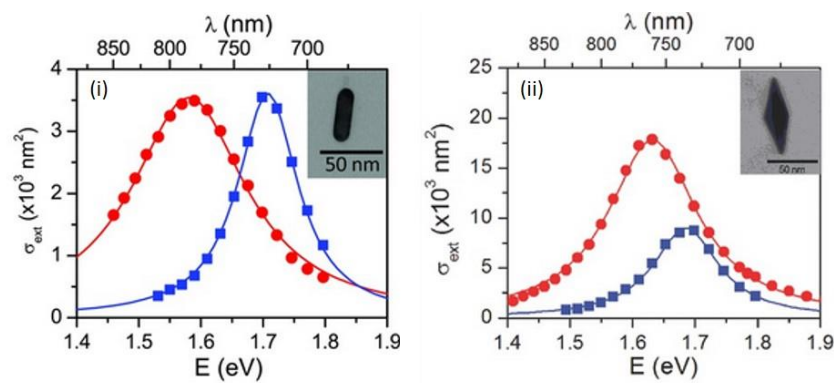 λ (nm)
850 800 750 700
(i)
4
3
2
1
0
σext (x10³ nm²)
50 nm
1.4 1.5 1.6 1.7 1.8 1.9
E (eV)
λ (nm)
850 800 750 700
(ii)
25
20
15
10
5
0
σext (x10³ nm²)
50 nm
1.4 1.5 1.6 1.7 1.8 1.9
E (eV)